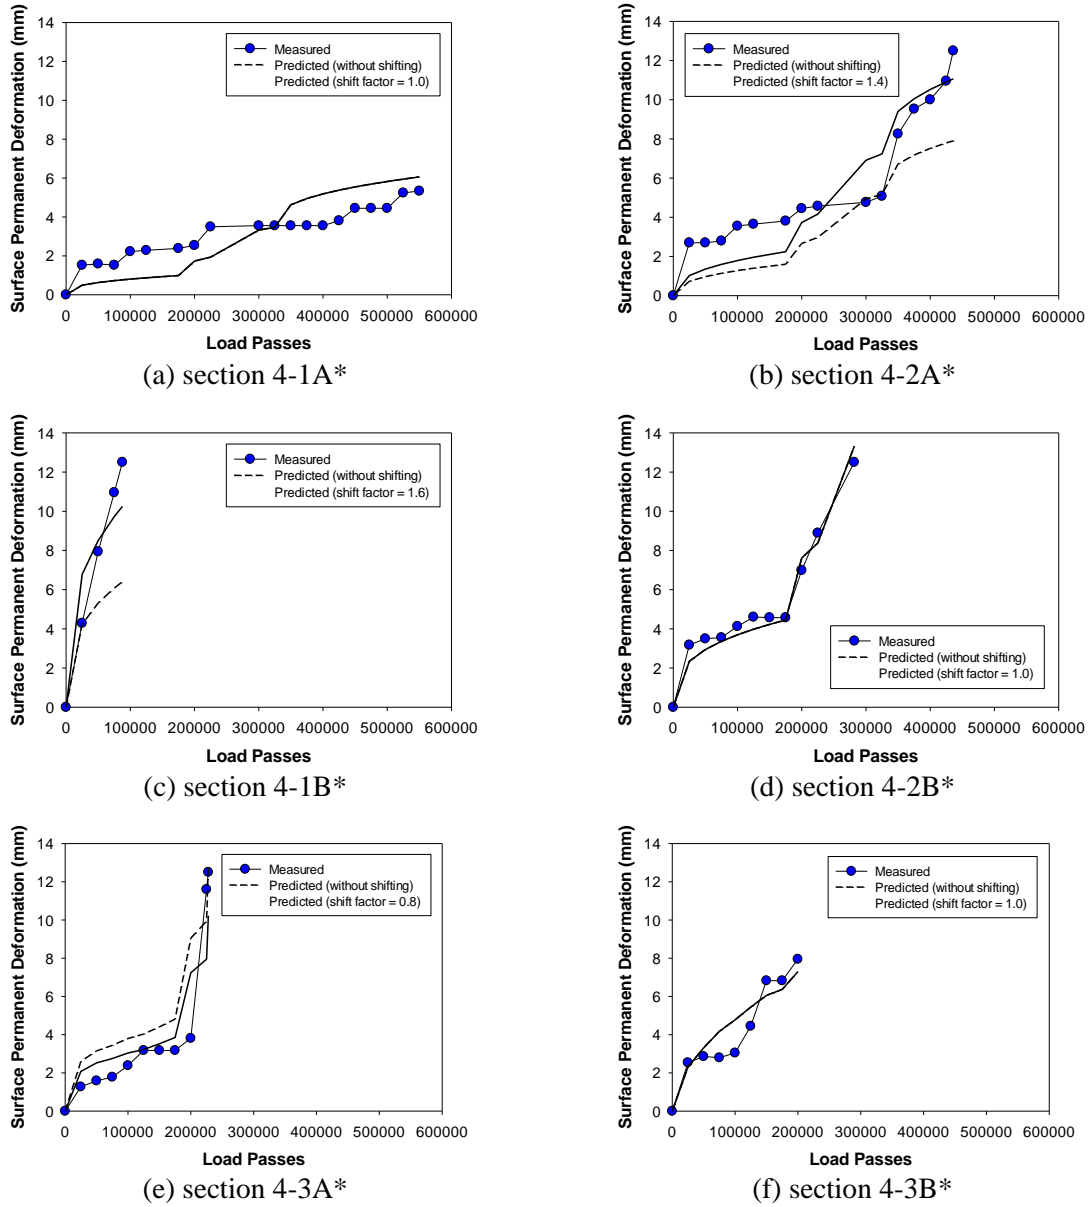 Surface Permanent Deformation (mm)
14
12
10
8
6
4
2
0
Measured
Predicted (without shifting)
Predicted (shift factor = 1.0)
0 100000 200000 300000 400000 500000 600000
Load Passes
(a) section 4-1A*
Surface Permanent Deformation (mm)
14
12
10
8
6
4
2
0
Measured
Predicted (without shifting)
Predicted (shift factor = 1.4)
0 100000 200000 300000 400000 500000 600000
Load Passes
(b) section 4-2A*
Surface Permanent Deformation (mm)
14
12
10
8
6
4
2
0
Measured
Predicted (without shifting)
Predicted (shift factor = 1.6)
0 100000 200000 300000 400000 500000 600000
Load Passes
(c) section 4-1B*
Surface Permanent Deformation (mm)
14
12
10
8
6
4
2
0
Measured
Predicted (without shifting)
Predicted (shift factor = 1.0)
0 100000 200000 300000 400000 500000 600000
Load Passes
(d) section 4-2B*
Surface Permanent Deformation (mm)
14
12
10
8
6
4
2
0
Measured
Predicted (without shifting)
Predicted (shift factor = 0.8)
0 100000 200000 300000 400000 500000 600000
Load Passes
(e) section 4-3A*
Surface Permanent Deformation (mm)
14
12
10
8
6
4
2
0
Measured
Predicted (without shifting)
Predicted (shift factor = 1.0)
0 100000 200000 300000 400000 500000 600000
Load Passes
(f) section 4-3B*